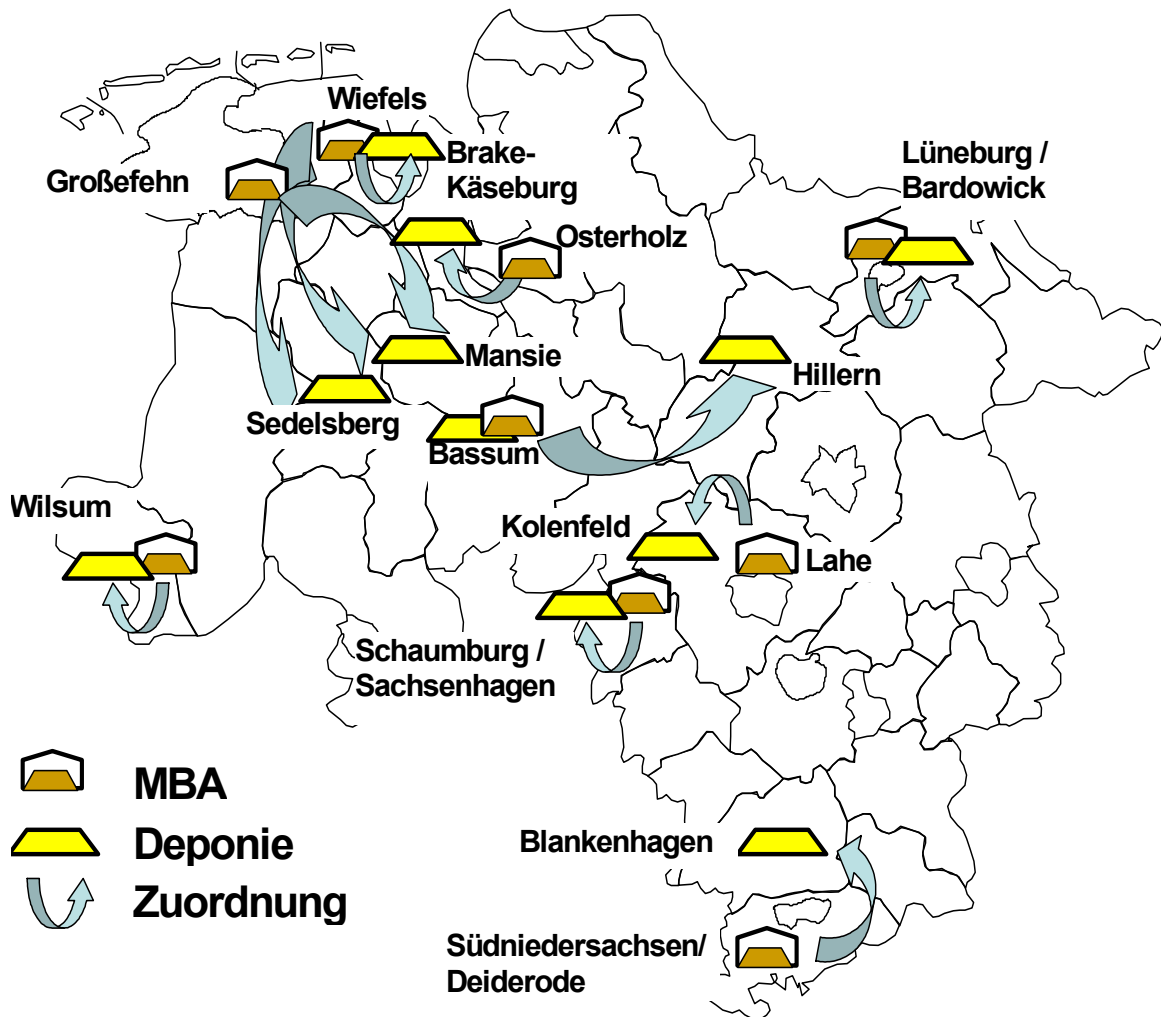 Wiefels
Brake-
Käseburg
Großefehn
Lüneburg /
Bardowick
Osterholz
Mansie
Hillern
Sedelsberg
Bassum
Wilsum
Kolenfeld
Lahe
Schaumburg /
Sachsenhagen
MBA
Deponie
Zuordnung
Blankenhagen
Südniedersachsen/
Deiderode